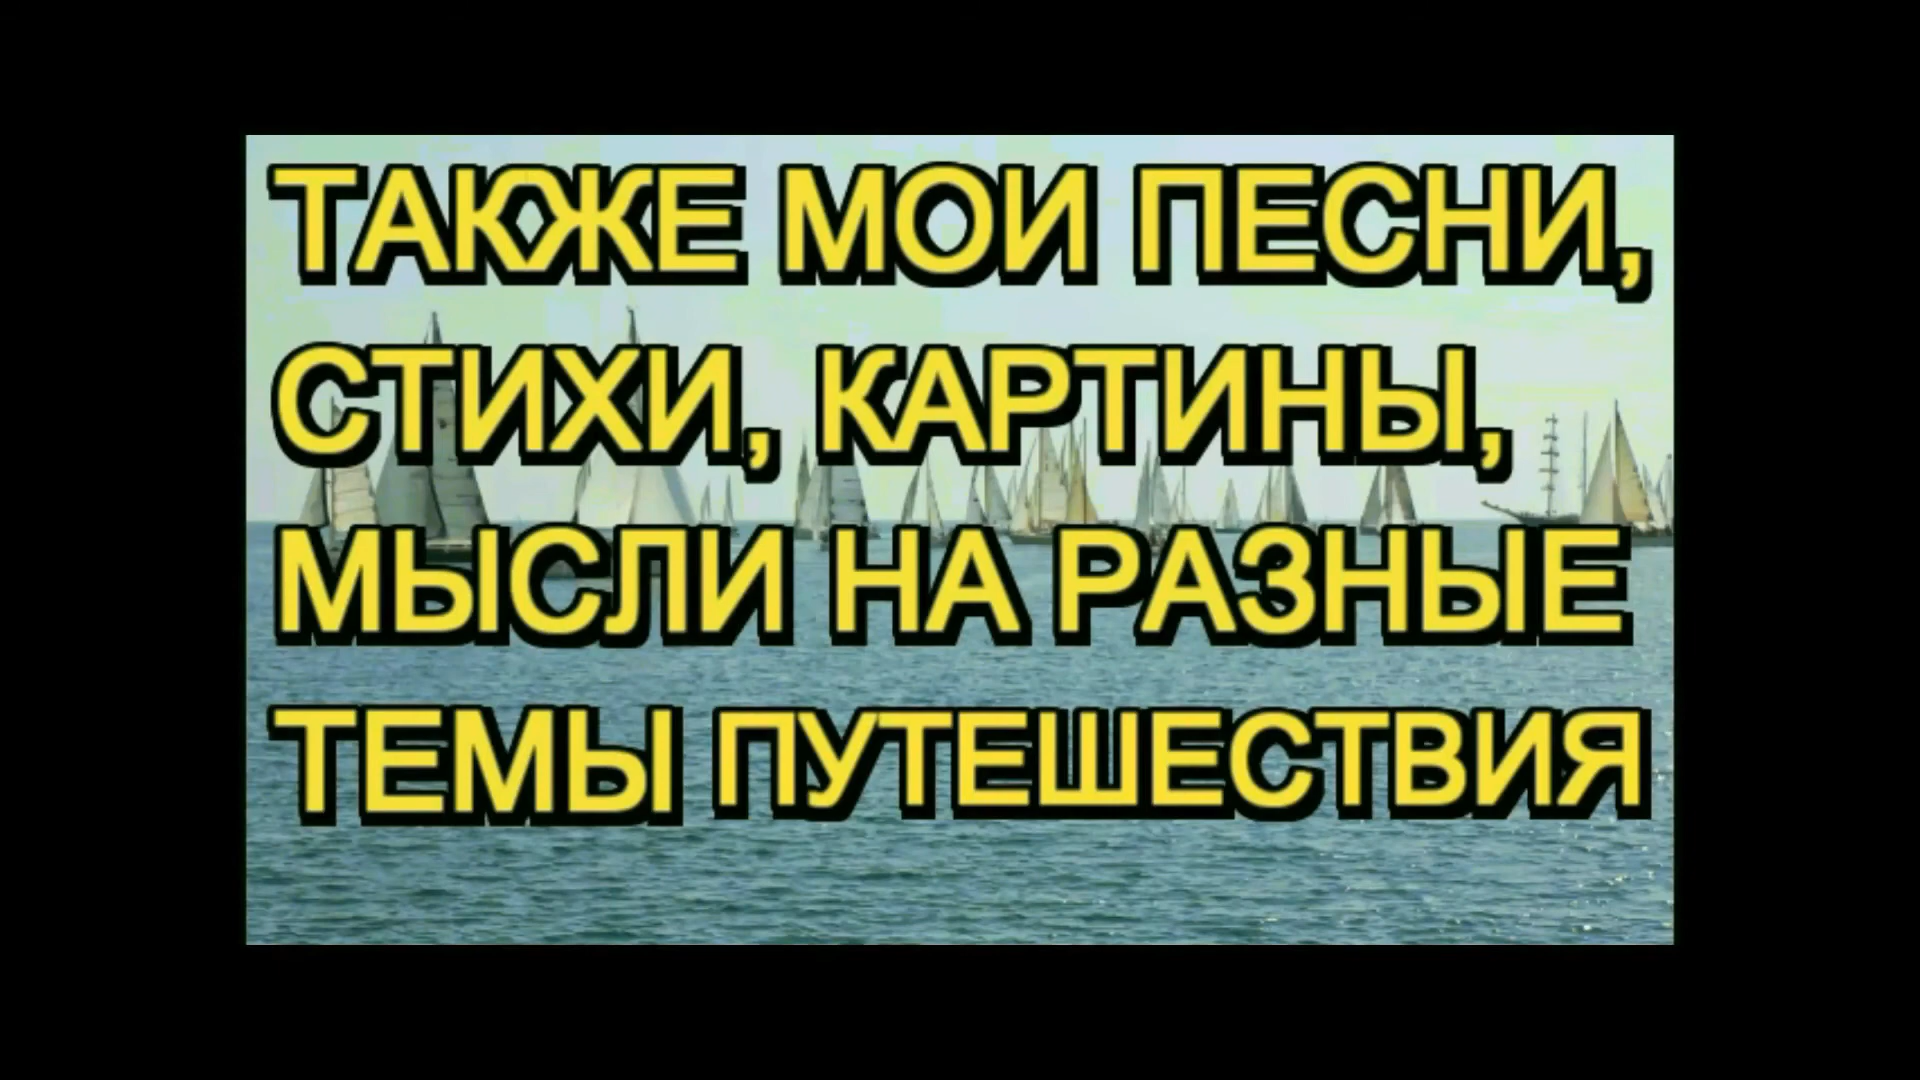 ТАКЖЕ МОИ ПЕСНИ,
СТИХИ, КАРТИНЫ,
МЫСЛИ НА РАЗНЫЕ
ТЕМЫ ПУТЕШЕСТВИЯ